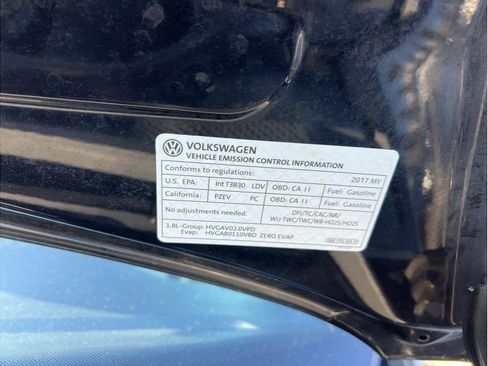 VOLKSWAGEN
VEHICLE EMISSION CONTROL INFORMATION
Conforms to regulations: 2017 MY
U.S. EPA: Int T3B30 LDV OBD: CA II Fuel: Gasoline
California: PZEV PC OBD: CA II Fuel: Gasoline
No adjustments needed. DFI/TC/CAC/AIR/
WU-TWC/TWC/WR-HO2S/HO2S
1.8L-Group: HVGAV02.0VPD
Evap: HVGAR0110VBD ZERO EVAP